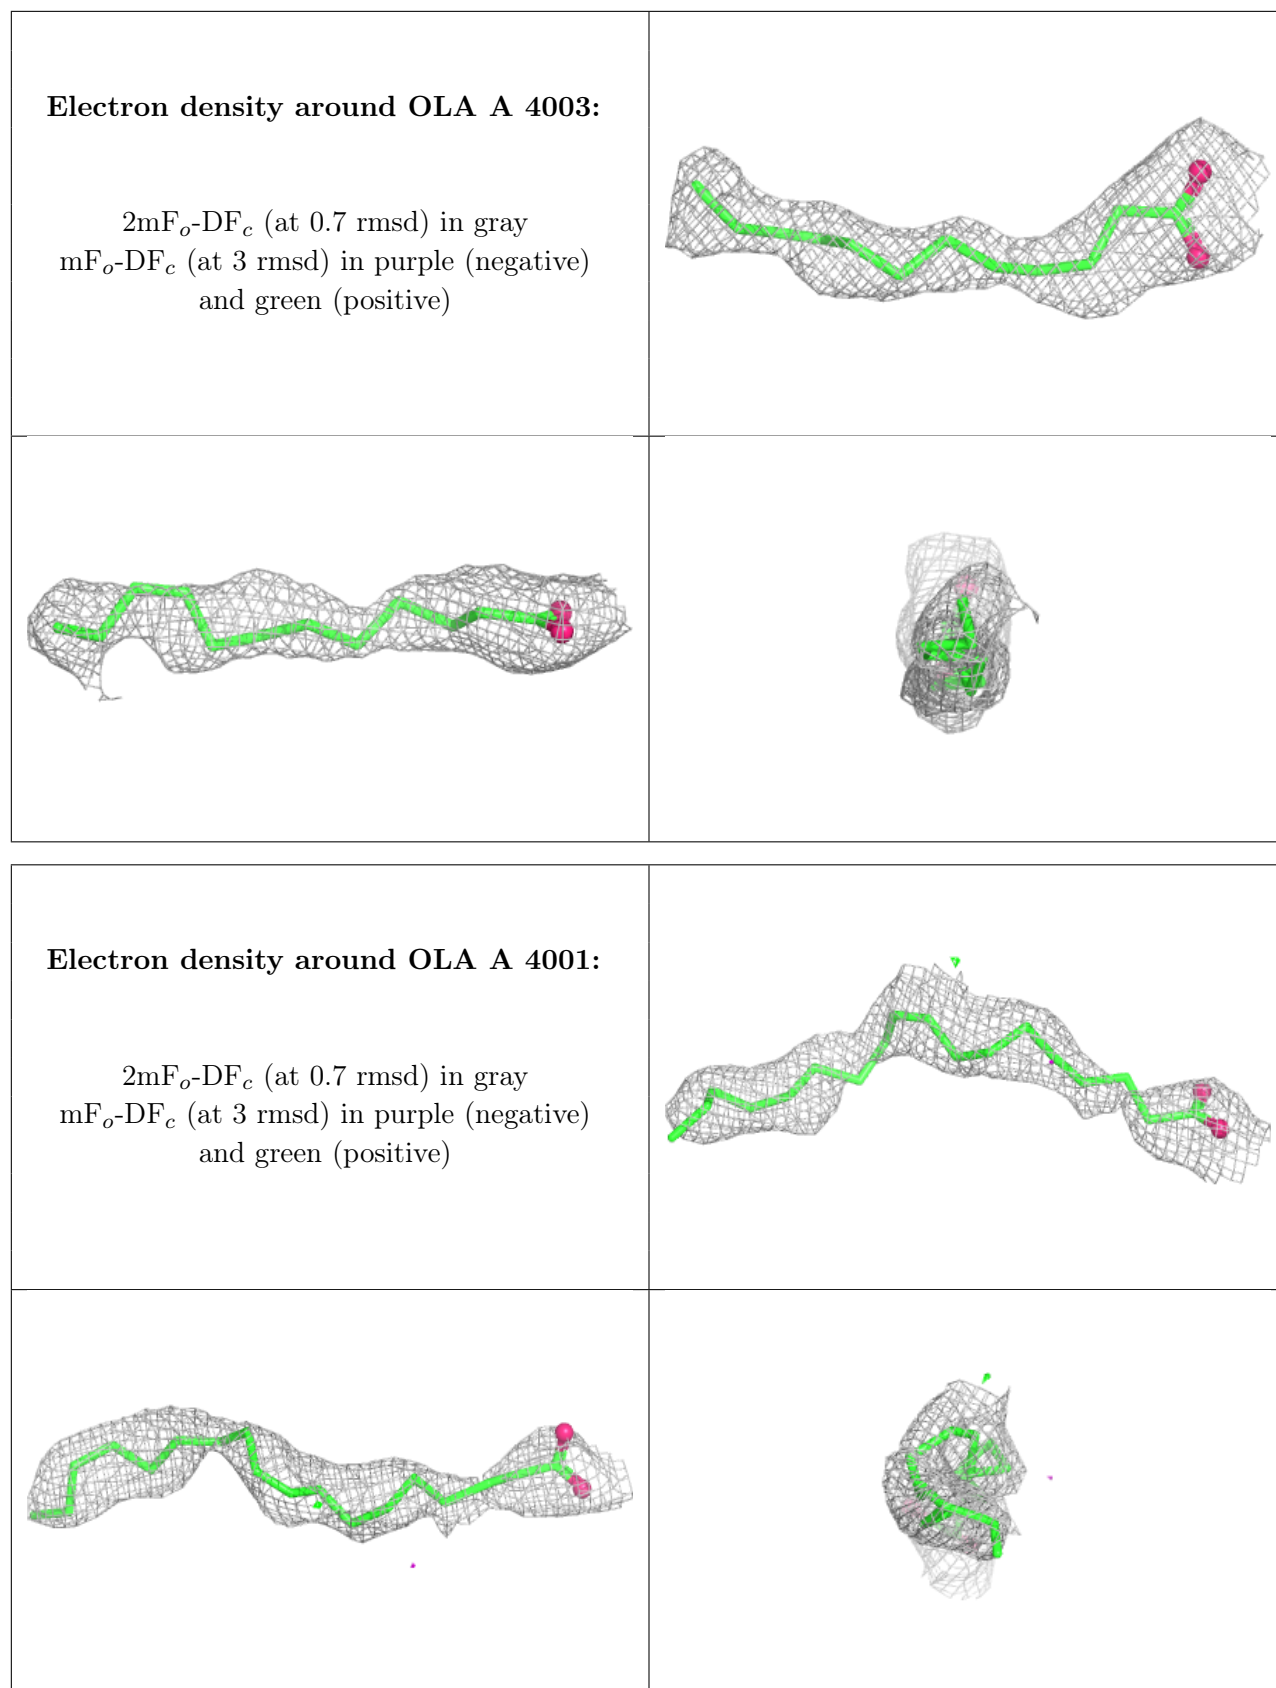 Electron density around OLA A 4003:
2mFo-DFc (at 0.7 rmsd) in gray
mFo-DFc (at 3 rmsd) in purple (negative)
and green (positive)
Electron density around OLA A 4001:
2mFo-DFc (at 0.7 rmsd) in gray
mFo-DFc (at 3 rmsd) in purple (negative)
and green (positive)